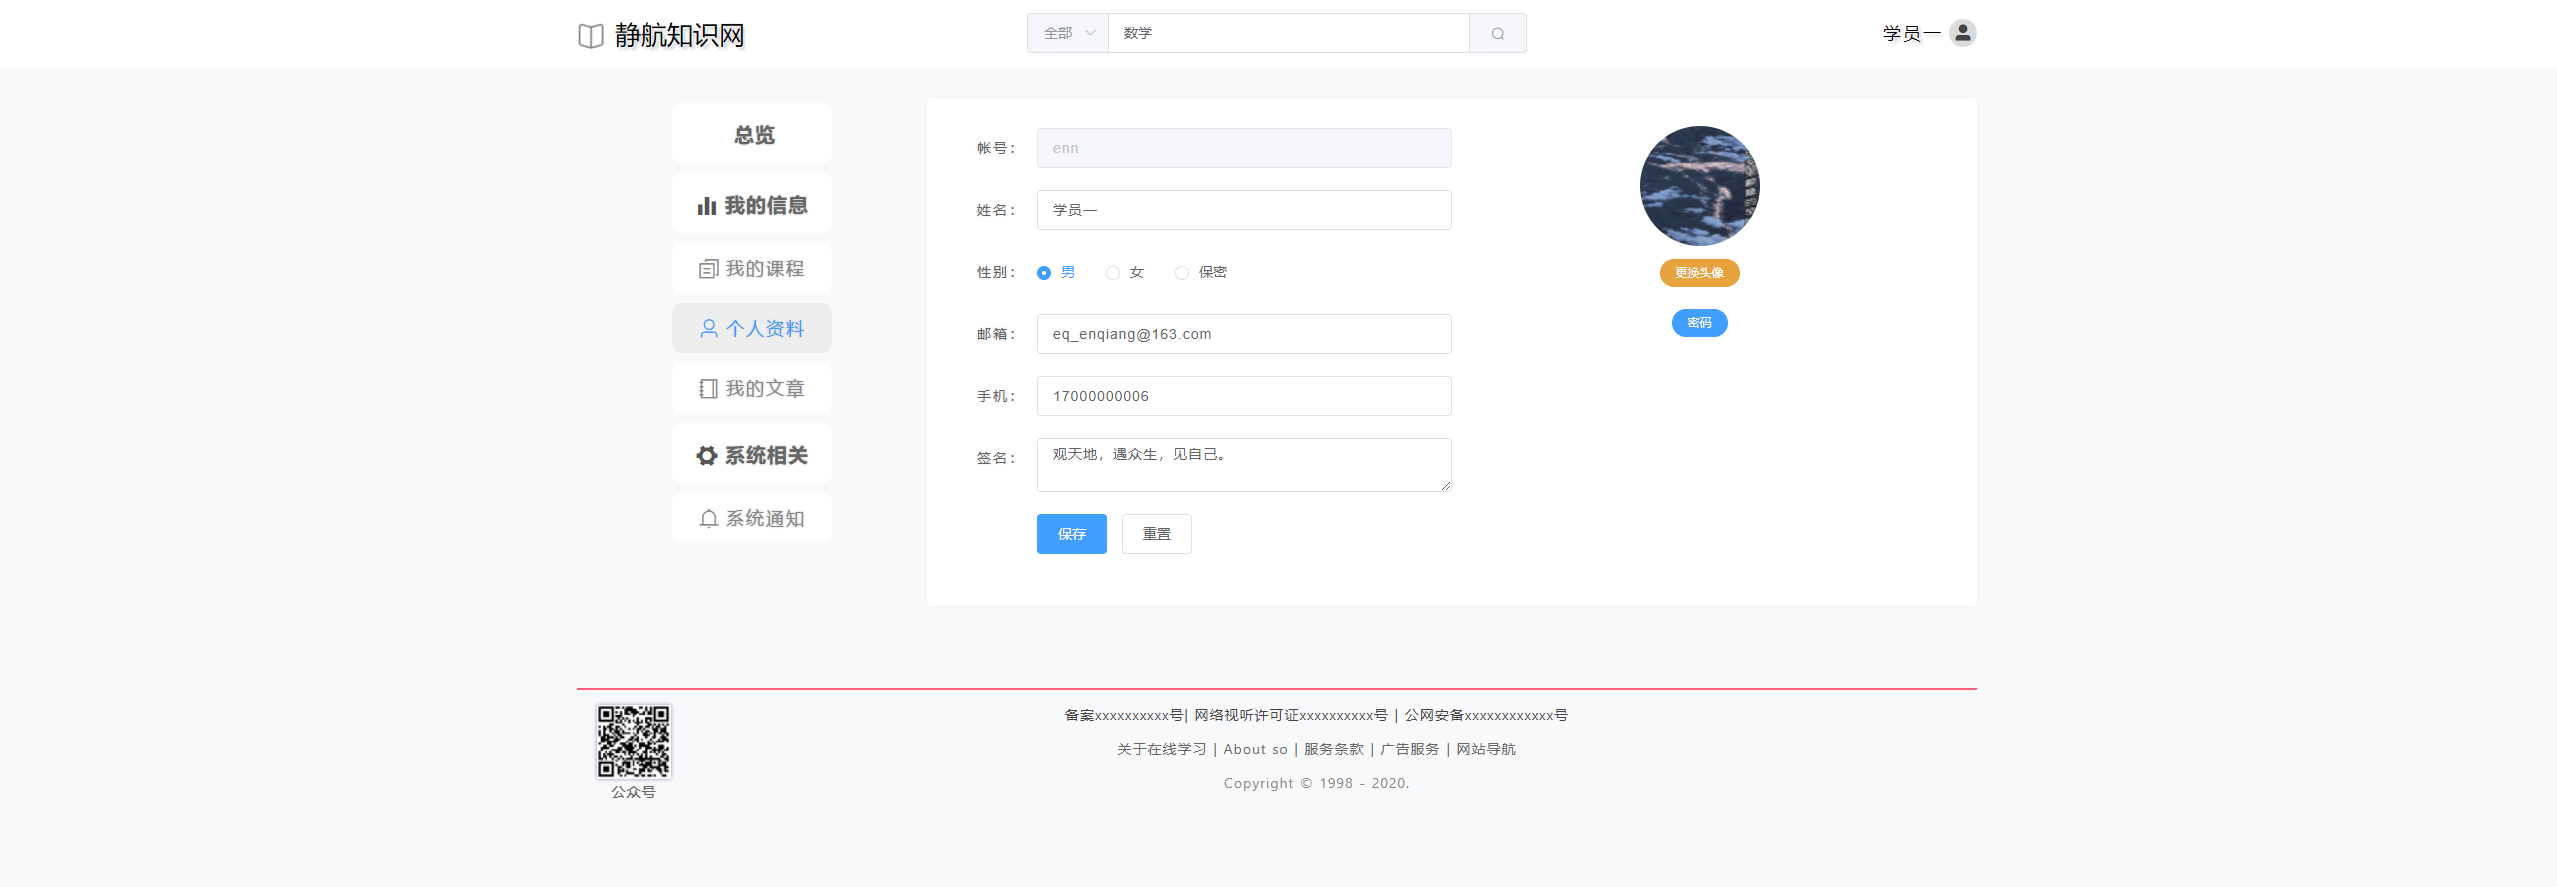 静航知识网
全部 数学
学员一
总览
我的信息
我的课程
个人资料
我的文章
系统相关
系统通知
帐号： enn
姓名： 学员一
性别： 男 女 保密
邮箱： eq_enqiang@163.com
手机： 17000000006
签名： 观天地，遇众生，见自己。
保存 重置
更换头像
密码
公众号
备案xxxxxxxxxx号| 网络视听许可证xxxxxxxxxx号 | 公网安备xxxxxxxxxxxx号
关于在线学习 | About so | 服务条款 | 广告服务 | 网站导航
Copyright © 1998 - 2020.